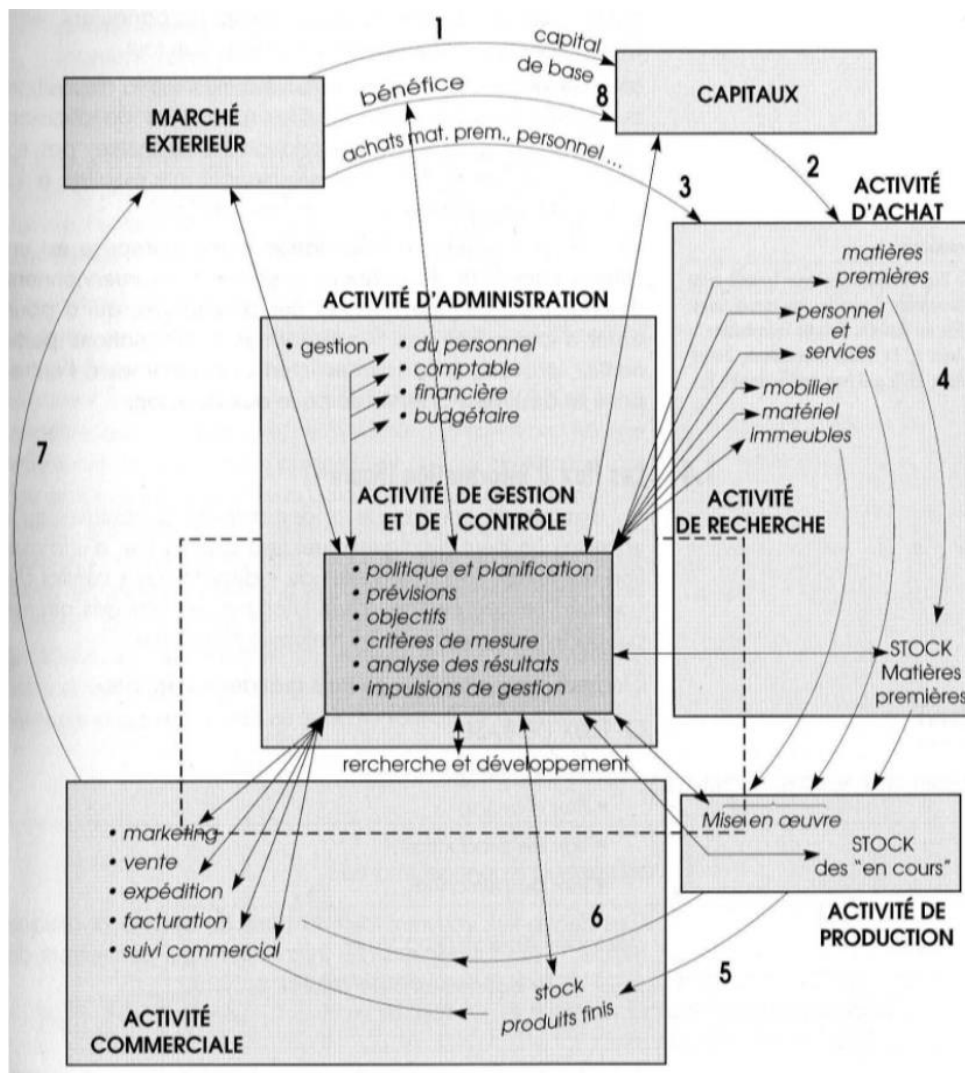 1
capital
de base
8
bénéfice
achats mat. prem., personnel ...
MARCHÉ
EXTERIEUR
CAPITAUX
2
3
ACTIVITÉ
D'ACHAT
matières
premières
• personnel
et
services
• mobilier
matériel
immeubles
4
STOCK
Matières
premières
ACTIVITÉ D'ADMINISTRATION
• gestion
• du personnel
• comptable
financière
• budgétaire
7
ACTIVITÉ DE GESTION
ET DE CONTRÔLE
ACTIVITÉ
DE RECHERCHE
• politique et planification
• prévisions
• objectifs
• critères de mesure
• analyse des résultats
• impulsions de gestion
rercherche et développement
• marketing
• vente
• expédition
• facturation
• suivi commercial
Mise en œuvre
STOCK
des "en cours"
ACTIVITÉ DE
PRODUCTION
6
5
stock
produits finis
ACTIVITÉ
COMMERCIALE